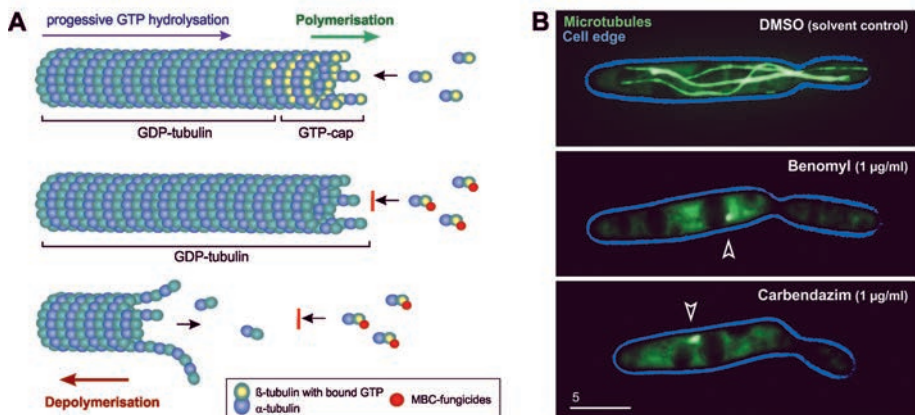 A
progessive GTP hydrolysation
Polymerisation
GDP-tubulin
GTP-cap
GDP-tubulin
Depolymerisation
ß-tubulin with bound GTP
α-tubulin
MBC-fungicides
B
Microtubules
Cell edge
DMSO (solvent control)
Benomyl (1 µg/ml)
Carbendazim (1 µg/ml)
5